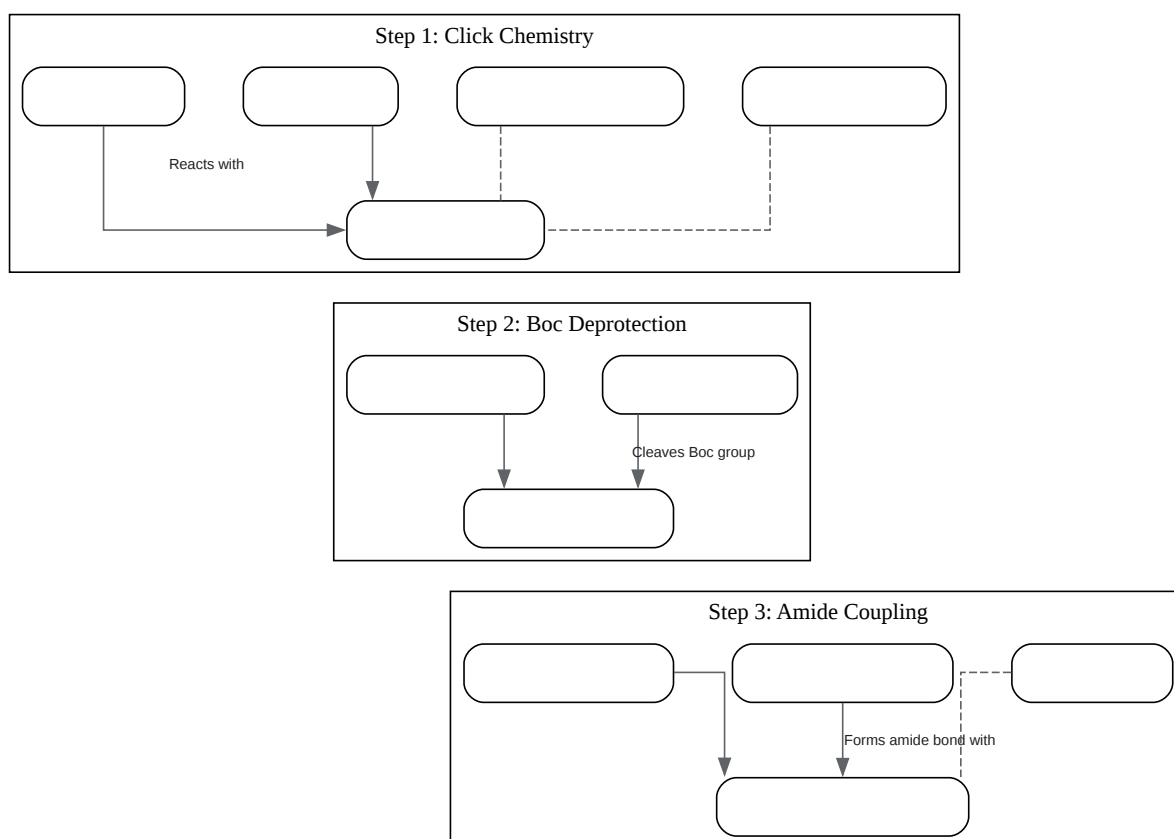 Step 1: Click Chemistry
Reacts with
Step 2: Boc Deprotection
Cleaves Boc group
Step 3: Amide Coupling
Forms amide bond with